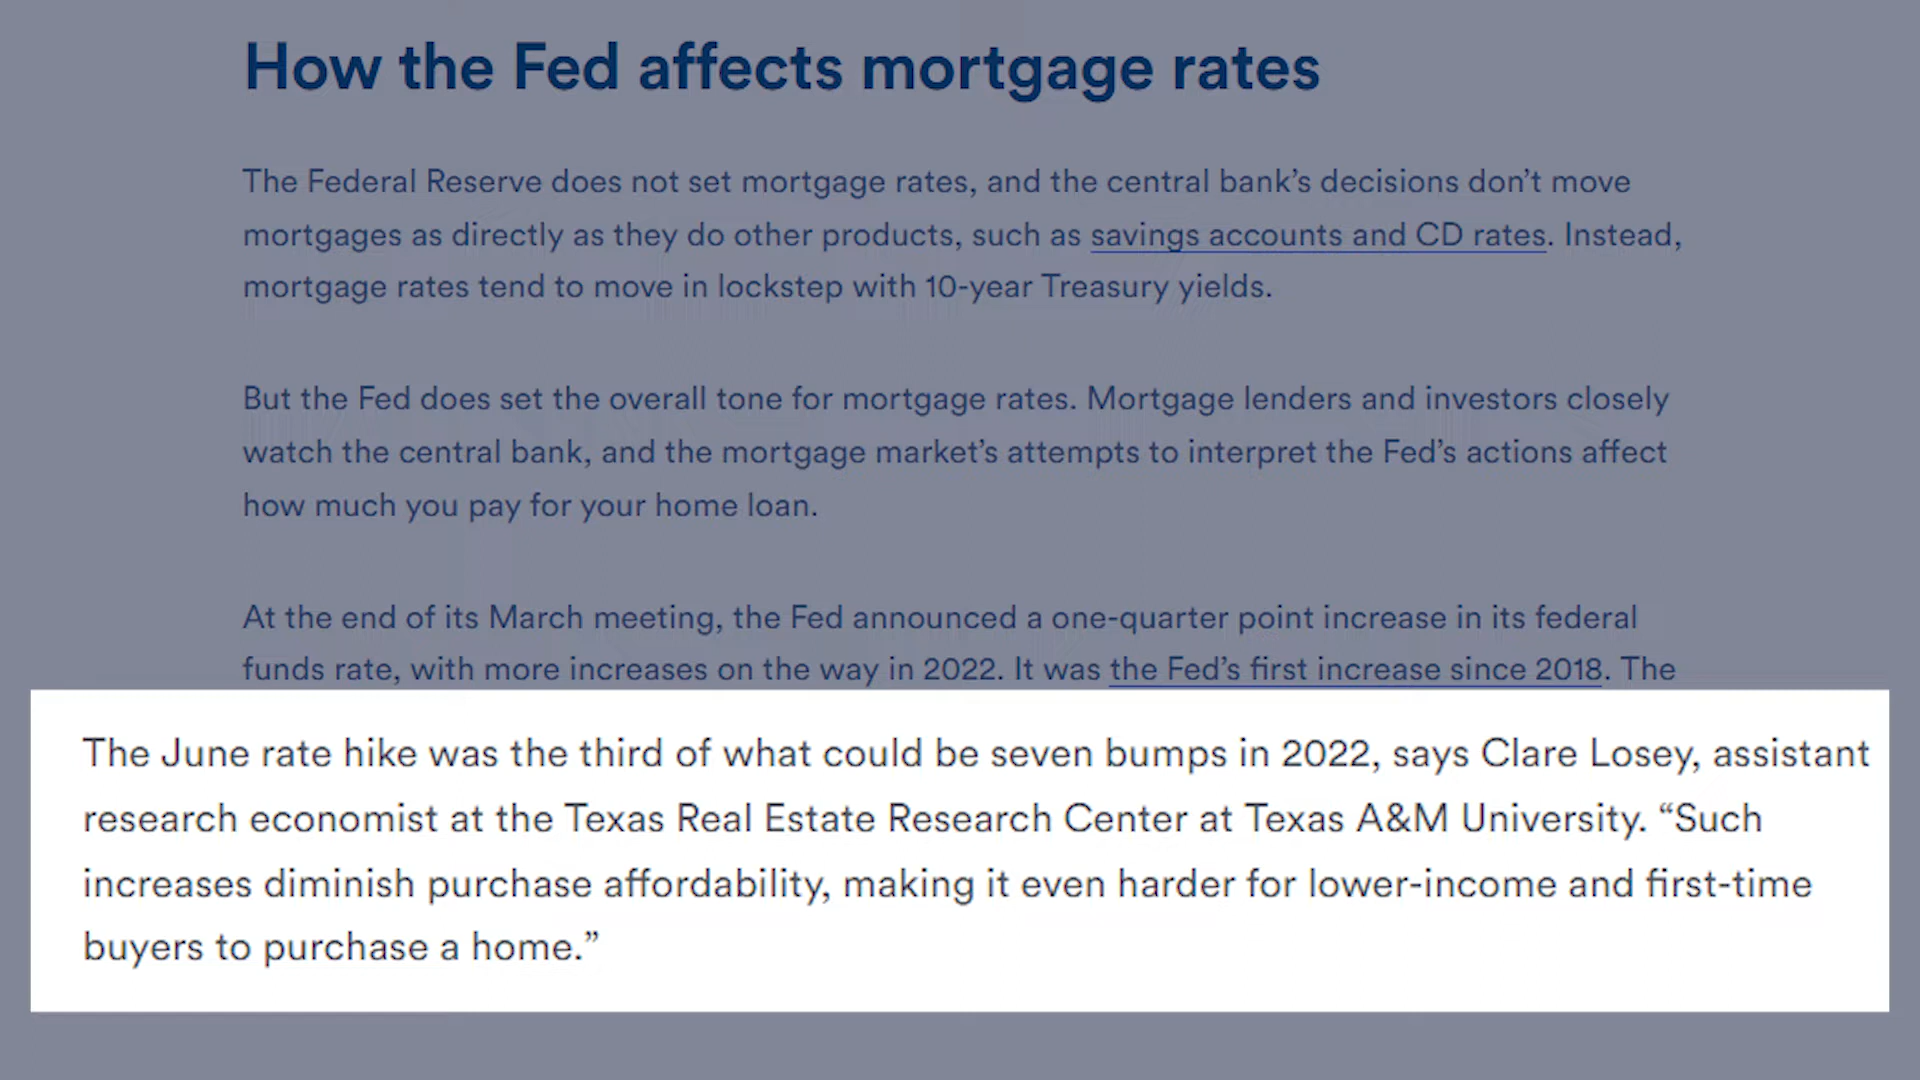 How the Fed affects mortgage rates
The Federal Reserve does not set mortgage rates, and the central bank’s decisions don’t move
mortgages as directly as they do other products, such as savings accounts and CD rates. Instead,
mortgage rates tend to move in lockstep with 10-year Treasury yields.
But the Fed does set the overall tone for mortgage rates. Mortgage lenders and investors closely
watch the central bank, and the mortgage market’s attempts to interpret the Fed’s actions affect
how much you pay for your home loan.
At the end of its March meeting, the Fed announced a one-quarter point increase in its federal
funds rate, with more increases on the way in 2022. It was the Fed’s first increase since 2018. The
The June rate hike was the third of what could be seven bumps in 2022, says Clare Losey, assistant
research economist at the Texas Real Estate Research Center at Texas A&M University. “Such
increases diminish purchase affordability, making it even harder for lower-income and first-time
buyers to purchase a home.”